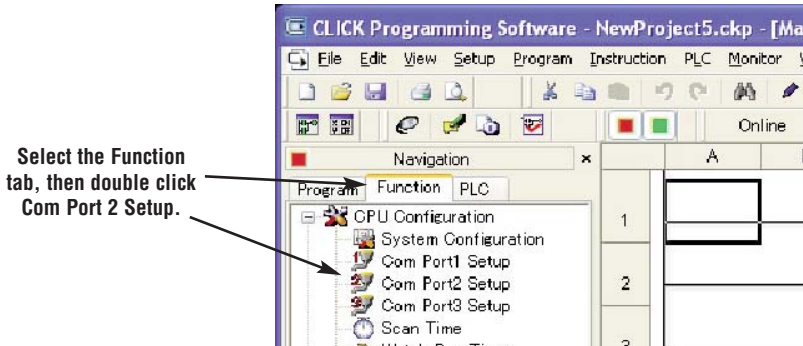 CLICK Programming Software - NewProject5.ckp - [Ma
File Edit View Setup Program Instruction PLC Monitor
Online
Select the Function
tab, then double click
Com Port 2 Setup.
Navigation
Program Function PLC
CPU Configuration
System Configuration
Com Port1 Setup
Com Port2 Setup
Com Port3 Setup
Scan Time
A
1
2